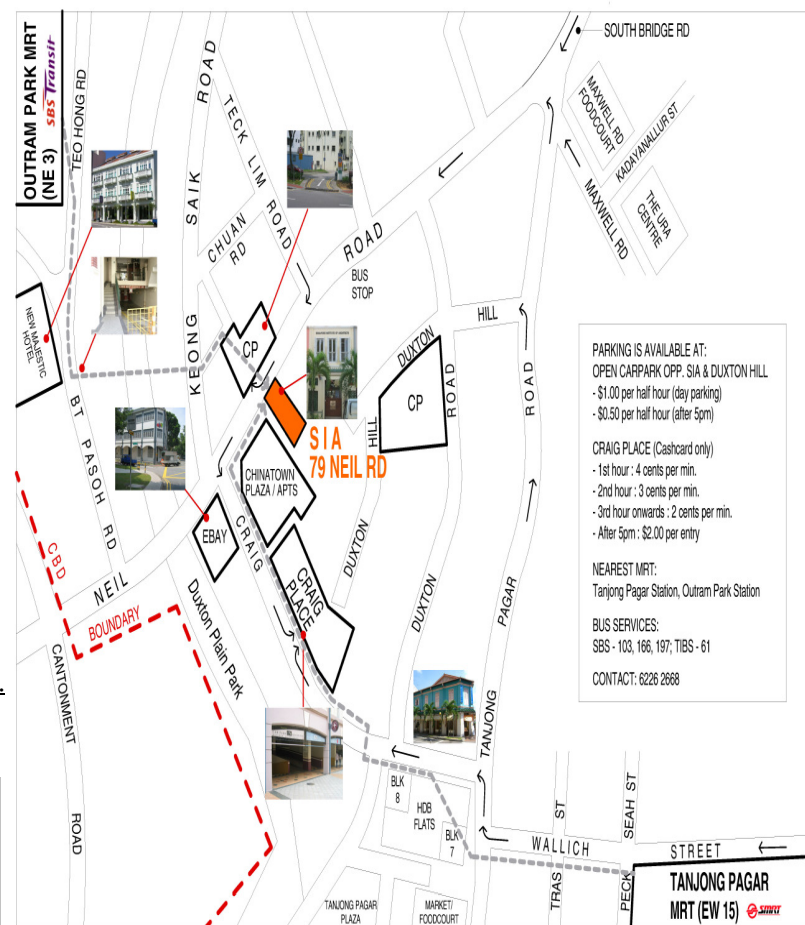 OUTRAM PARK MRT
(NE 3)
SBS Transit
TEO HONG RD
KEONG SAIK ROAD
TECK LIM ROAD
CHUAN
RD
SOUTH BRIDGE RD
MAXWELL RD
FOODCOURT
KADAYANALLUR ST
THE URA
CENTRE
MAXWELL RD
ROAD
BUS
STOP
NEW MAJESTIC
HOTEL
CP
DUXTON HILL
CP
HILL
DUXTON
ROAD
ROAD
SIA
79 NEIL RD
BT PASOH RD
CHINATOWN
PLAZA / APTS
EBAY
CRAIG
CRAIG
PLACE
DUXTON
DUXTON
PAGAR
TANJONG
CBD
BOUNDARY
NEIL
Duxton Plain Park
CANTONMENT
ROAD
PARKING IS AVAILABLE AT:
OPEN CARPARK OPP. SIA & DUXTON HILL
- $1.00 per half hour (day parking)
- $0.50 per half hour (after 5pm)
CRAIG PLACE (Cashcard only)
- 1st hour : 4 cents per min.
- 2nd hour : 3 cents per min.
- 3rd hour onwards : 2 cents per min.
- After 5pm : $2.00 per entry
NEAREST MRT:
Tanjong Pagar Station, Outram Park Station
BUS SERVICES:
SBS - 103, 166, 197; TIBS - 61
CONTACT: 6226 2668
BLK
8
HDB
FLATS
BLK
7
WALLICH STREET
TRAS ST
PECK SEAH ST
TANJONG PAGAR
PLAZA
MARKET/
FOODCOURT
TANJONG PAGAR
MRT (EW 15)
SMRT